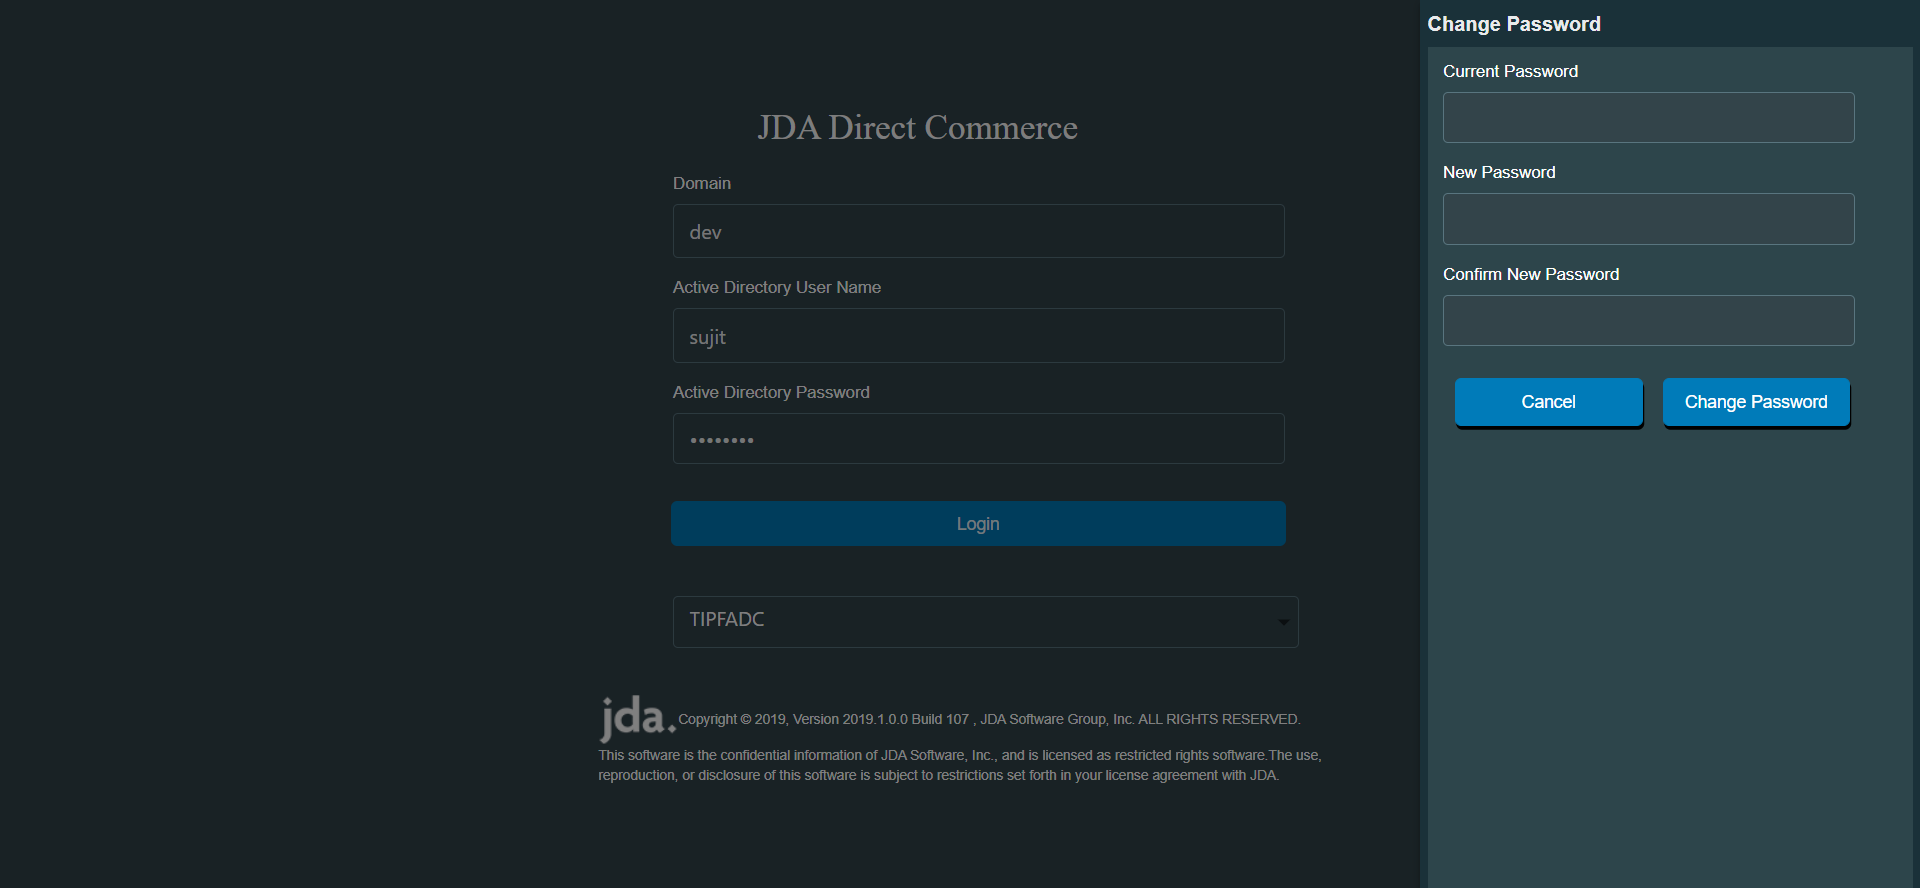 JDA Direct Commerce
Domain
dev
Active Directory User Name
sujit
Active Directory Password
••••••••
Login
TIPFADC
jda. Copyright © 2019, Version 2019.1.0.0 Build 107 , JDA Software Group, Inc. ALL RIGHTS RESERVED.
This software is the confidential information of JDA Software, Inc., and is licensed as restricted rights software.The use,
reproduction, or disclosure of this software is subject to restrictions set forth in your license agreement with JDA.
Change Password
Current Password
New Password
Confirm New Password
Cancel
Change Password